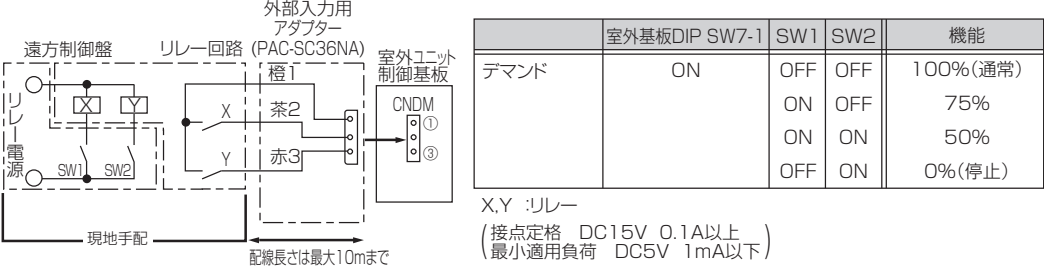 外部入力用
アダプター
(PAC-SC36NA)
遠方制御盤
リレー回路
室外ユニット
制御基板
橙1
X
Y
X
茶2
CNDM
①
③
Y
赤3
リレー電源
SW1
SW2
現地手配
配線長さは最大10mまで
室外基板DIP SW7-1 SW1 SW2 機能
デマンド ON OFF OFF 100%(通常)
ON OFF 75%
ON ON 50%
OFF ON 0%(停止)
X,Y :リレー
(接点定格 DC15V 0.1A以上
最小適用負荷 DC5V 1mA以下)